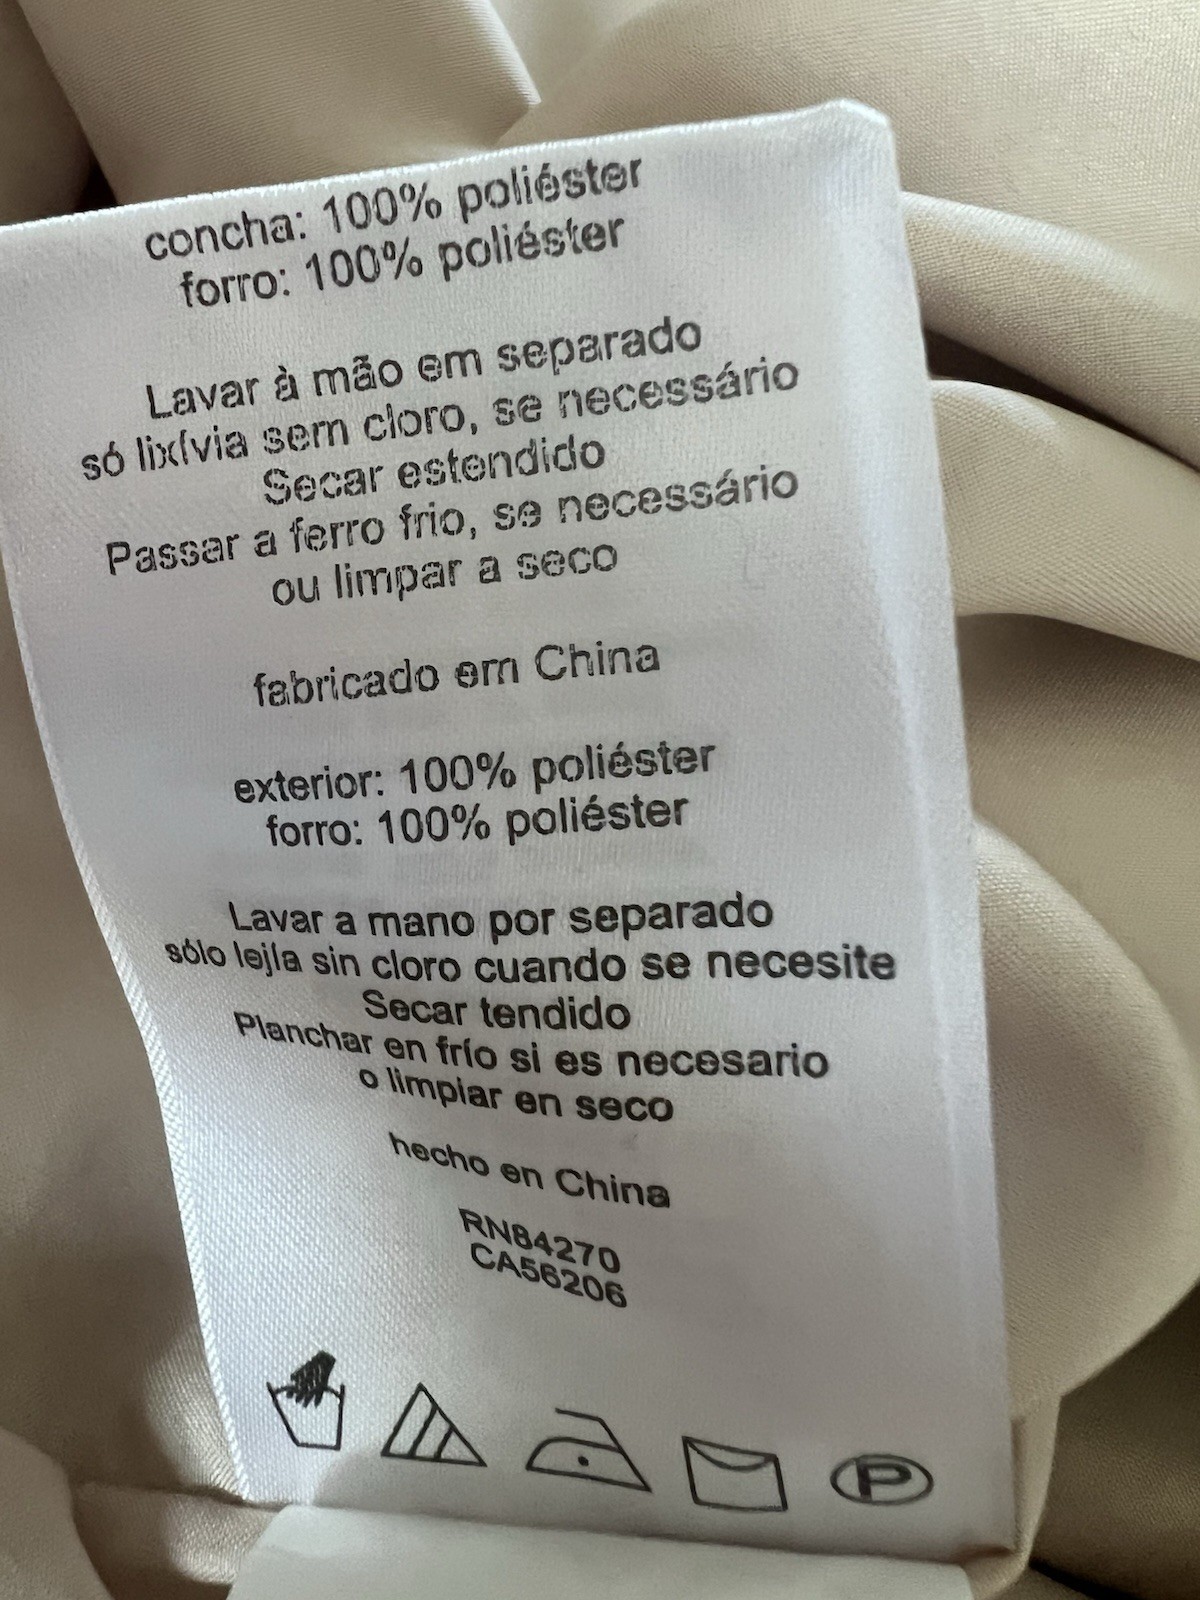 concha: 100% poliéster
forro: 100% poliéster
Lavar à mão em separado
só lixívia sem cloro, se necessário
Secar estendido
Passar a ferro frio, se necessário
ou limpar a seco
fabricado em China
exterior: 100% poliéster
forro: 100% poliéster
Lavar a mano por separado
sólo lejía sin cloro cuando se necesite
Secar tendido
Planchar en frío si es necesario
o limpiar en seco
hecho en China
RN84270
CA56206
P